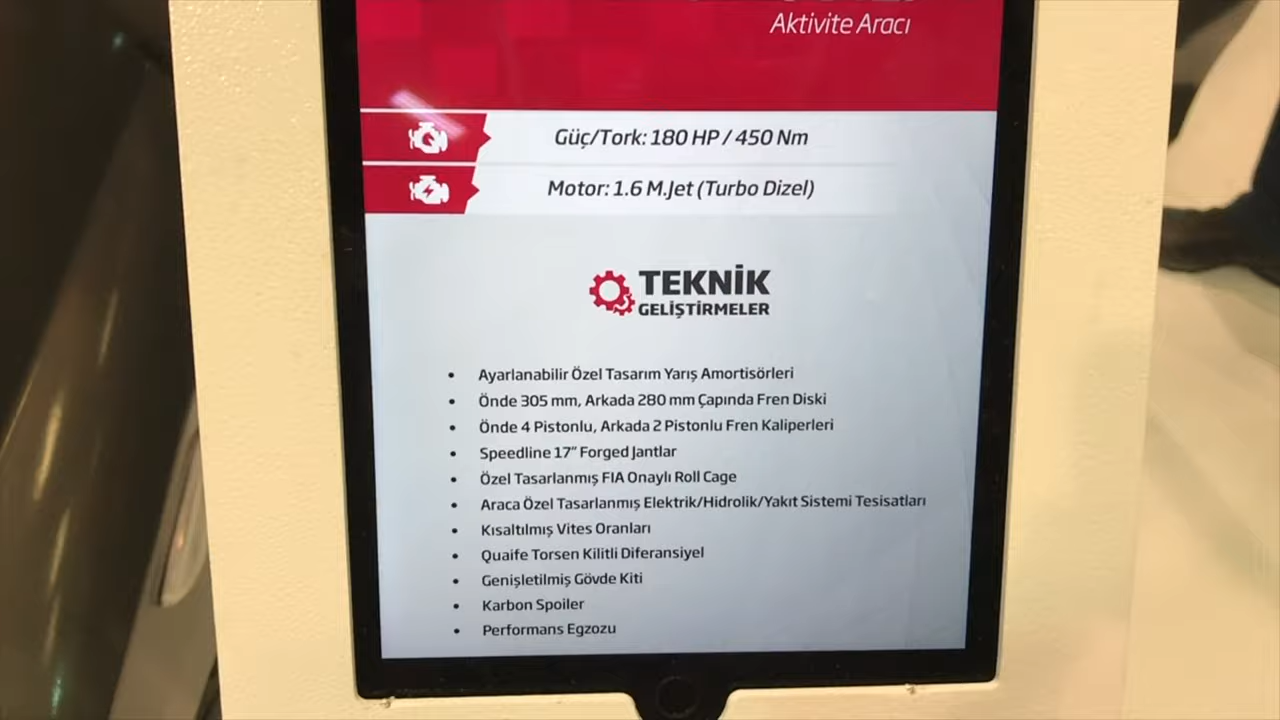 Aktivite Aracı
Güç/Tork: 180 HP / 450 Nm
Motor: 1.6 M.Jet (Turbo Dizel)
TEKNİK
GELİŞTİRMELER
• Ayarlanabilir Özel Tasarım Yarış Amortisörleri
• Önde 305 mm, Arkada 280 mm Çapında Fren Diski
• Önde 4 Pistonlu, Arkada 2 Pistonlu Fren Kaliperleri
• Speedline 17” Forged Jantlar
• Özel Tasarlanmış FIA Onaylı Roll Cage
• Araca Özel Tasarlanmış Elektrik/Hidrolik/Yakıt Sistemi Tesisatları
• Kısaltılmış Vites Oranları
• Quaife Torsen Kilitli Diferansiyel
• Genişletilmiş Gövde Kiti
• Karbon Spoiler
• Performans Egzozu